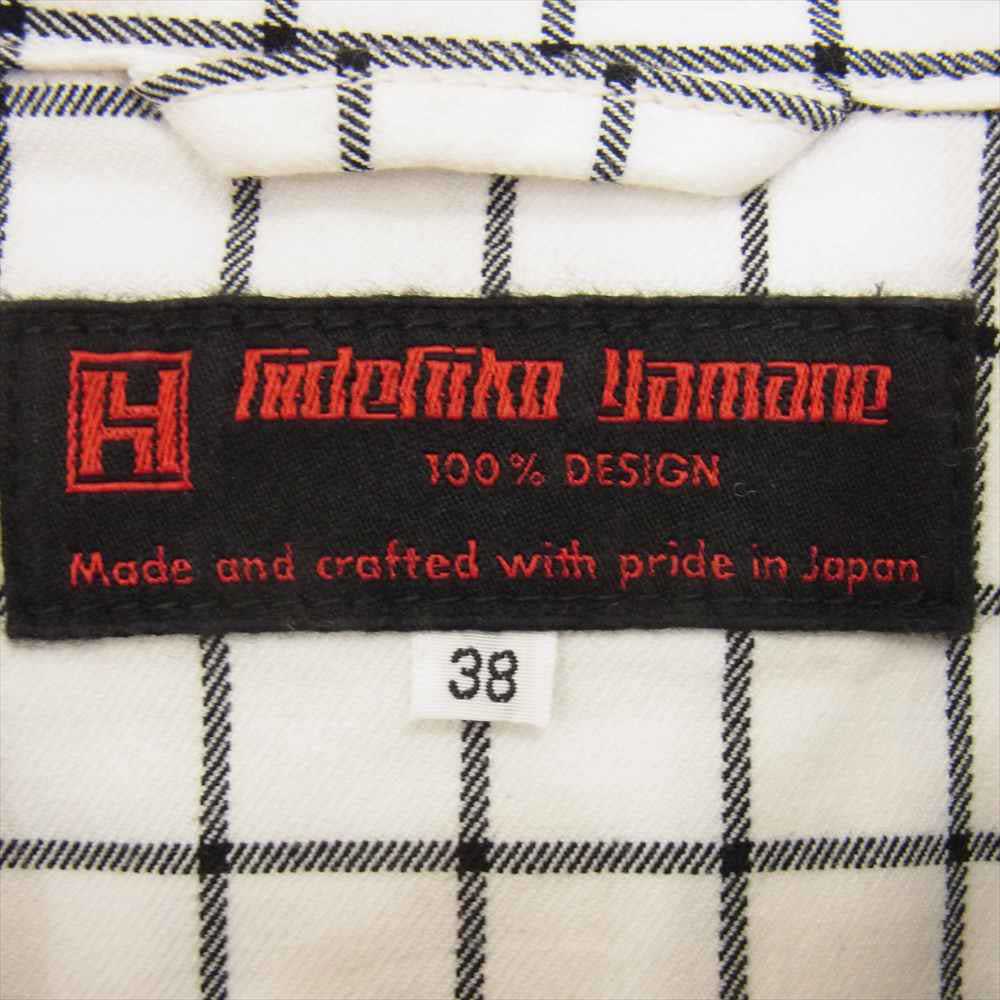 H Hidehiko Yamane
100% DESIGN
Made and crafted with pride in Japan
38